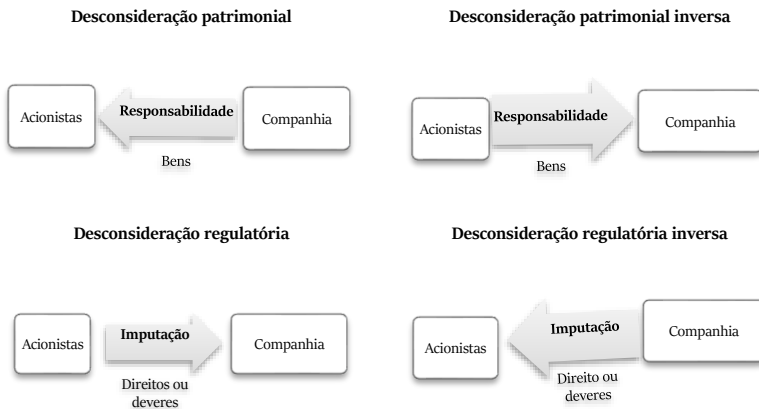 Desconsideração patrimonial
Acionistas
Responsabilidade
Companhia
Bens
Desconsideração patrimonial inversa
Acionistas
Responsabilidade
Companhia
Bens
Desconsideração regulatória
Acionistas
Imputação
Companhia
Direitos ou
deveres
Desconsideração regulatória inversa
Acionistas
Imputação
Companhia
Direito ou
deveres